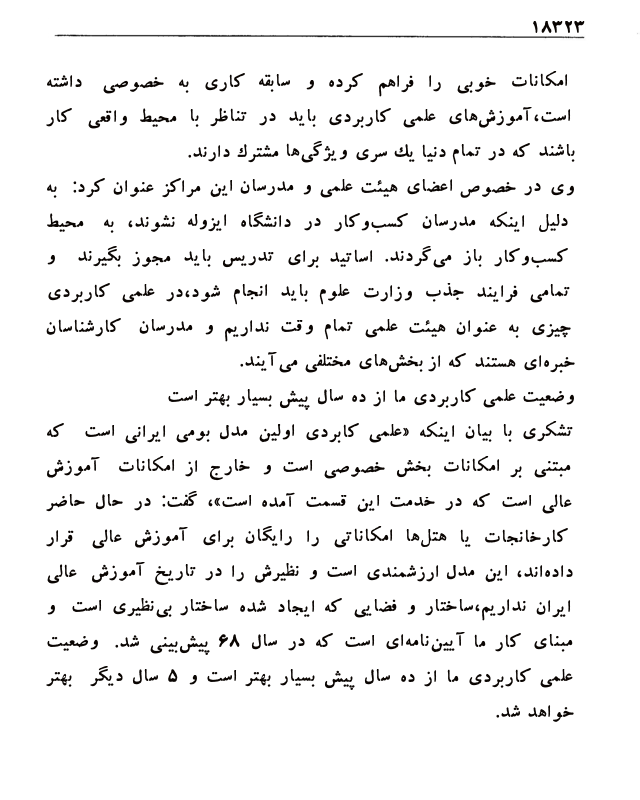 ۱۸۳۲۳
امکانات خوبی را فراهم کرده و سابقه کاری به خصوصی داشته
است،آموزش‌های علمی کاربردی باید در تناظر با محیط واقعی کار
باشند که در تمام دنیا یك سری ویژگی‌ها مشترك دارند.
وی در خصوص اعضای هیئت علمی و مدرسان این مراکز عنوان کرد: به
دلیل اینکه مدرسان کسب‌وکار در دانشگاه ایزوله نشوند، به محیط
کسب‌وکار باز می‌گردند. اساتید برای تدریس باید مجوز بگیرند و
تمامی فرایند جذب وزارت علوم باید انجام شود،در علمی کاربردی
چیزی به عنوان هیئت علمی تمام وقت نداریم و مدرسان کارشناسان
خبره‌ای هستند که از بخش‌های مختلفی می‌آیند.
وضعیت علمی کاربردی ما از ده سال پیش بسیار بهتر است
تشکری با بیان اینکه «علمی کابردی اولین مدل بومی ایرانی است که
مبتنی بر امکانات بخش خصوصی است و خارج از امکانات آموزش
عالی است که در خدمت این قسمت آمده است»، گفت: در حال حاضر
کارخانجات یا هتل‌ها امکاناتی را رایگان برای آموزش عالی قرار
داده‌اند، این مدل ارزشمندی است و نظیرش را در تاریخ آموزش عالی
ایران نداریم،ساختار و فضایی که ایجاد شده ساختار بی‌نظیری است و
مبنای کار ما آیین‌نامه‌ای است که در سال ۶۸ پیش‌بینی شد. وضعیت
علمی کاربردی ما از ده سال پیش بسیار بهتر است و ۵ سال دیگر بهتر
خواهد شد.